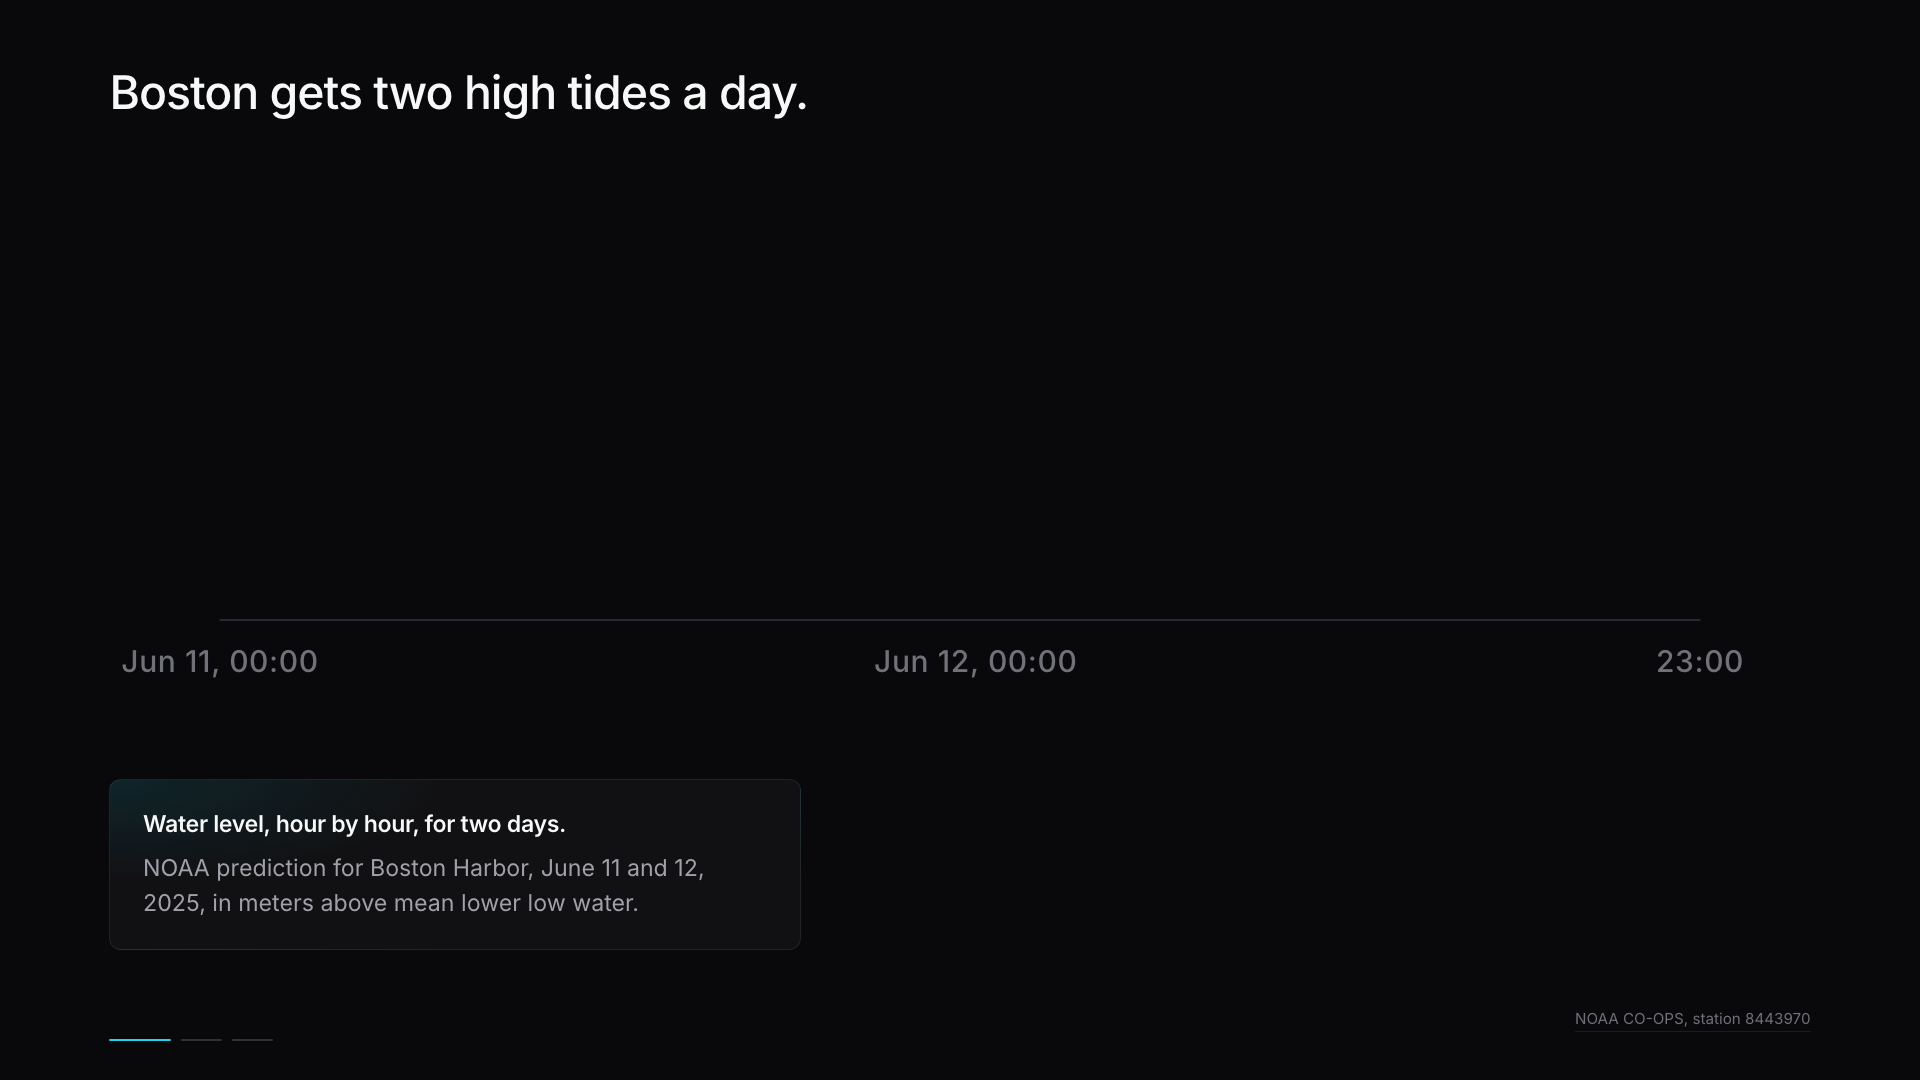 Boston gets two high tides a day.
Jun 11, 00:00
Jun 12, 00:00
23:00
Water level, hour by hour, for two days.
NOAA prediction for Boston Harbor, June 11 and 12,
2025, in meters above mean lower low water.
NOAA CO-OPS, station 8443970